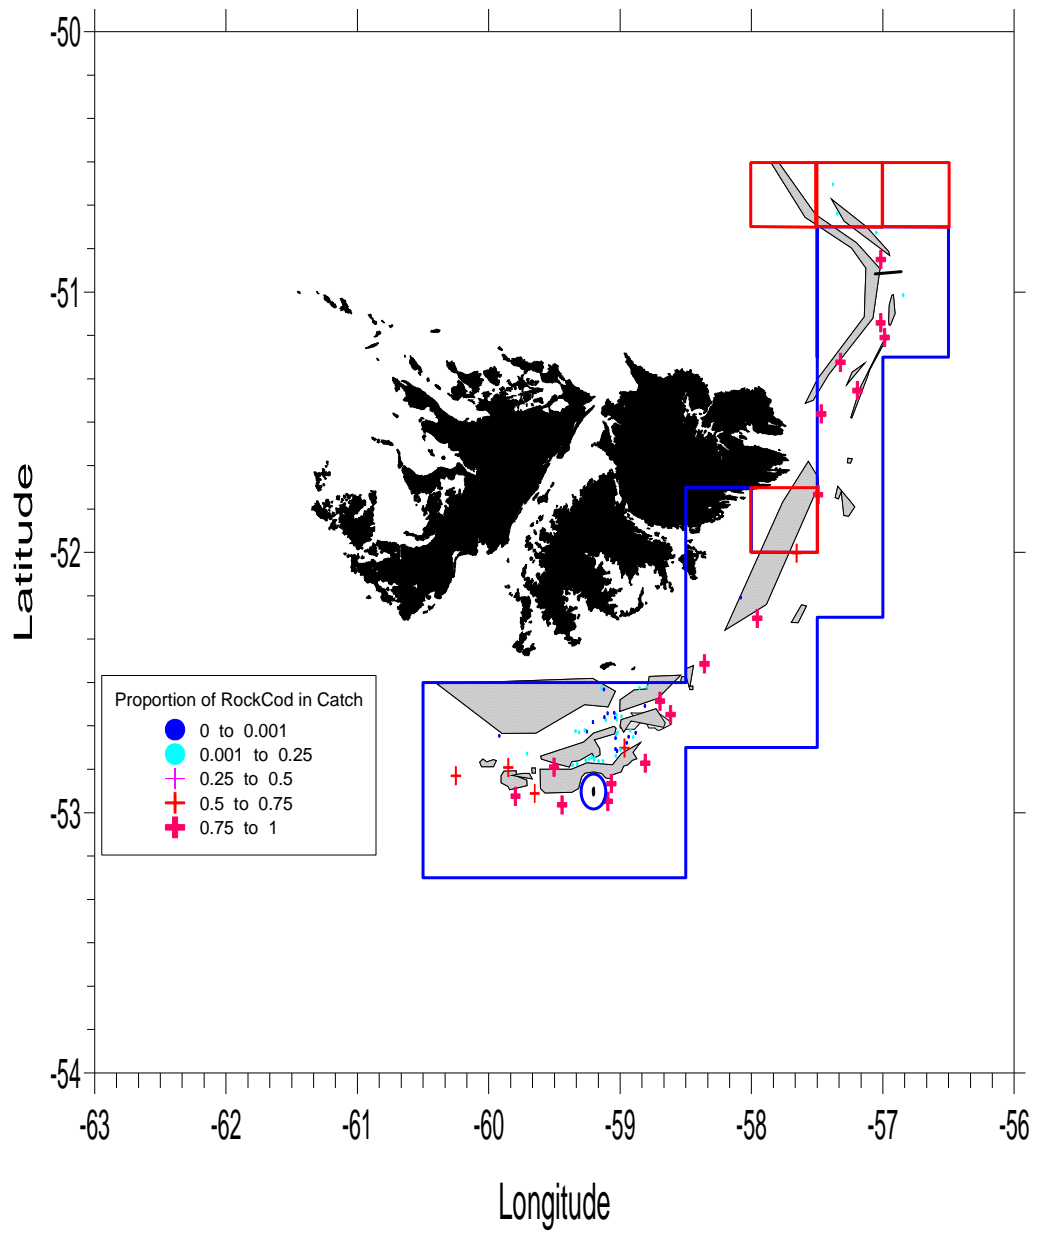 -50
-51
-52
-53
-54
Latitude
Proportion of RockCod in Catch
0 to 0.001
0.001 to 0.25
0.25 to 0.5
0.5 to 0.75
0.75 to 1
-63 -62 -61 -60 -59 -58 -57 -56
Longitude